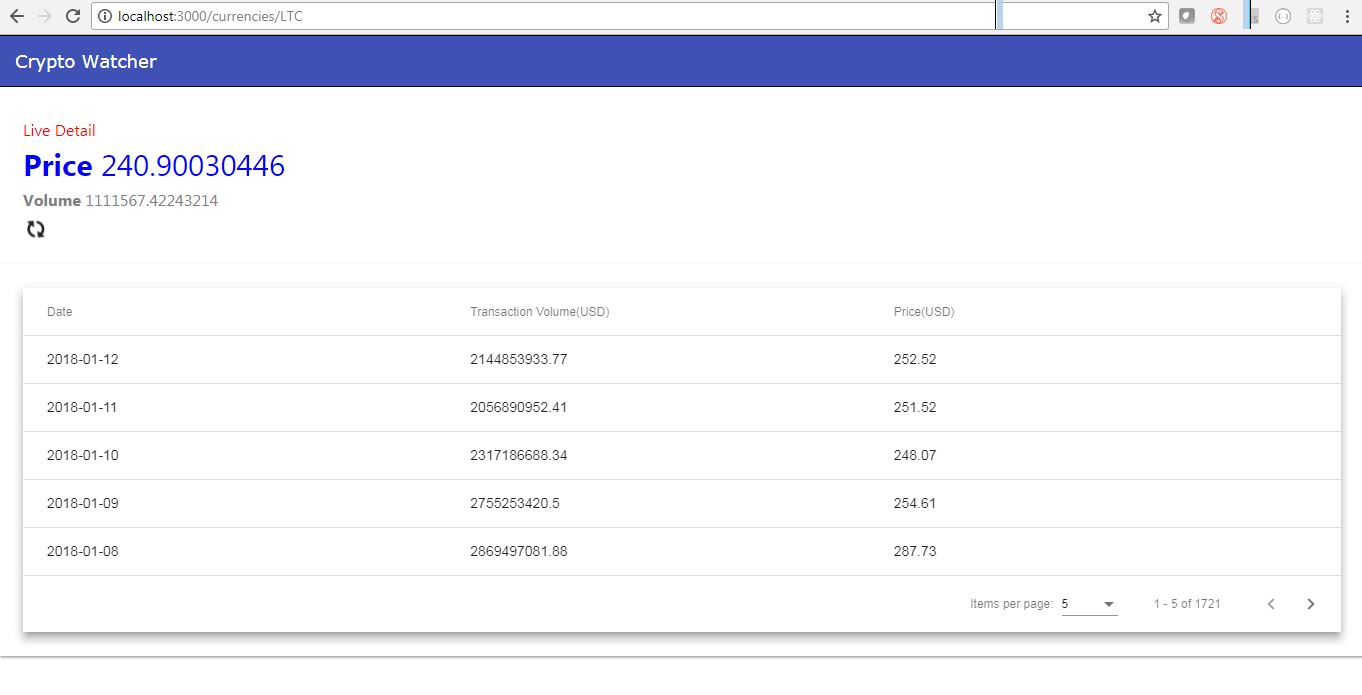 localhost:3000/currencies/LTC
Crypto Watcher
Live Detail
Price 240.90030446
Volume 1111567.42243214
Date Transaction Volume(USD) Price(USD)
2018-01-12 2144853933.77 252.52
2018-01-11 2056890952.41 251.52
2018-01-10 2317186688.34 248.07
2018-01-09 2755253420.5 254.61
2018-01-08 2869497081.88 287.73
Items per page: 5 1 - 5 of 1721